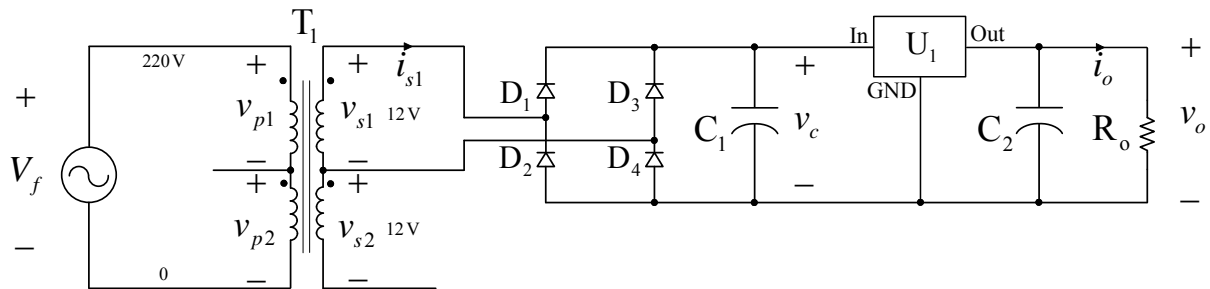 T1
220V
+
+
+
is1
vp1
vs1 12V
−
−
+
+
Vf
−
vp2
vs2 12V
0
−
−
D1
D3
D2
D4
+
C1
vc
−
In
U1
Out
GND
io
+
C2
Ro
vo
−